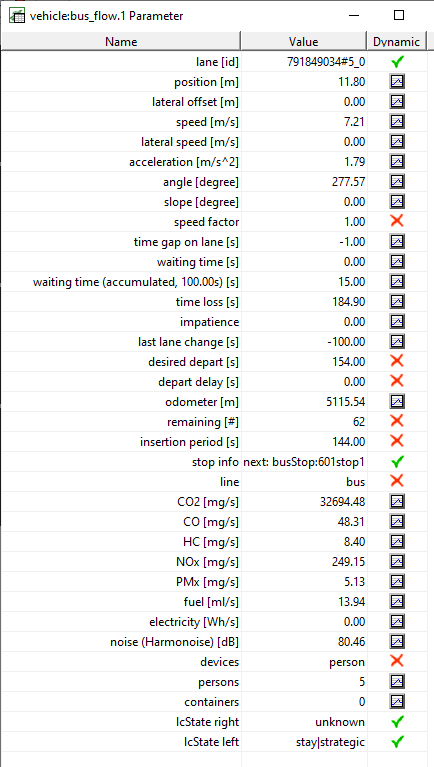 vehicle:bus_flow.1 Parameter
Name Value Dynamic
lane [id] 791849034#5_0
position [m] 11.80
lateral offset [m] 0.00
speed [m/s] 7.21
lateral speed [m/s] 0.00
acceleration [m/s^2] 1.79
angle [degree] 277.57
slope [degree] 0.00
speed factor 1.00
time gap on lane [s] -1.00
waiting time [s] 0.00
waiting time (accumulated, 100.00s) [s] 15.00
time loss [s] 184.90
impatience 0.00
last lane change [s] -100.00
desired depart [s] 154.00
depart delay [s] 0.00
odometer [m] 5115.54
remaining [#] 62
insertion period [s] 144.00
stop info next: busStop:601stop1
line bus
CO2 [mg/s] 32694.48
CO [mg/s] 48.31
HC [mg/s] 8.40
NOx [mg/s] 249.15
PMx [mg/s] 5.13
fuel [ml/s] 13.94
electricity [Wh/s] 0.00
noise (Harmonoise) [dB] 80.46
devices person
persons 5
containers 0
lcState right unknown
lcState left stay|strategic